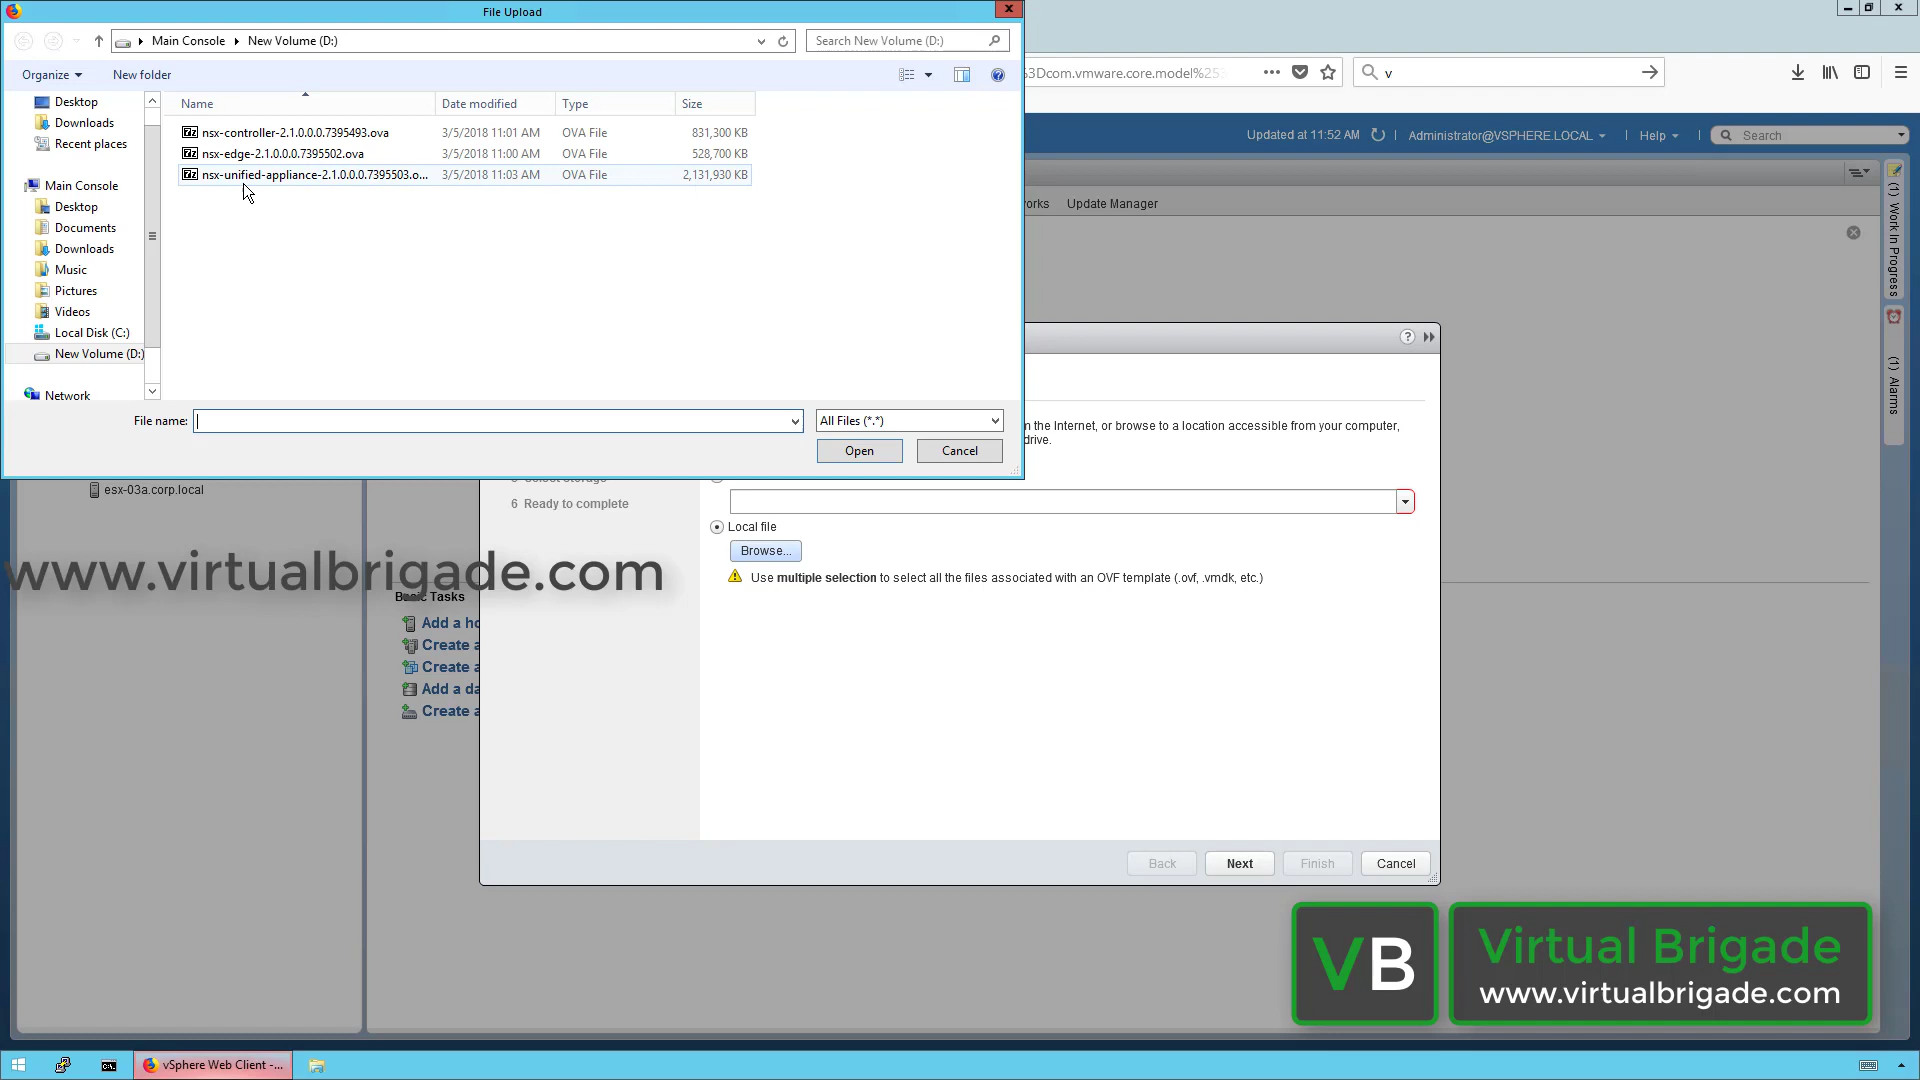 File Upload
Main Console
New Volume (D:)
Search New Volume (D:)
Organize
New folder
Name
Date modified
Type
Size
nsx-controller-2.1.0.0.0.7395493.ova
3/5/2018 11:01 AM
OVA File
831,300 KB
nsx-edge-2.1.0.0.0.7395502.ova
3/5/2018 11:00 AM
OVA File
528,700 KB
nsx-unified-appliance-2.1.0.0.0.7395503.o...
3/5/2018 11:03 AM
OVA File
2,131,930 KB
Desktop
Downloads
Recent places
Main Console
Desktop
Documents
Downloads
Music
Pictures
Videos
Local Disk (C:)
New Volume (D:)
Network
File name:
All Files (*.*)
Open
Cancel
3Dcom.vmware.core.model%253
v
Updated at 11:52 AM
Administrator@VSPHERE.LOCAL
Help
Search
orks
Update Manager
(1) Work In Progress
(1) Alarms
m the Internet, or browse to a location accessible from your computer,
drive.
esx-03a.corp.local
6 Ready to complete
Local file
Browse...
Use multiple selection to select all the files associated with an OVF template (.ovf, .vmdk, etc.)
www.virtualbrigade.com
Basic Tasks
Add a ho
Create a
Create a
Add a da
Create a
Back
Next
Finish
Cancel
VB
Virtual Brigade
www.virtualbrigade.com
vSphere Web Client -...